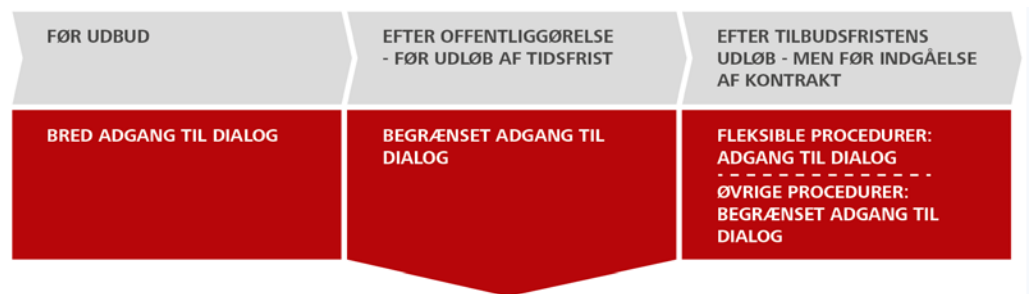 FØR UDBUD
EFTER OFFENTLIGGØRELSE
- FØR UDLØB AF TIDSFRIST
EFTER TILBUDSFRISTENS
UDLØB - MEN FØR INDGÅELSE
AF KONTRAKT
BRED ADGANG TIL DIALOG
BEGRÆNSET ADGANG TIL
DIALOG
FLEKSIBLE PROCEDURER:
ADGANG TIL DIALOG
ØVRIGE PROCEDURER:
BEGRÆNSET ADGANG TIL
DIALOG